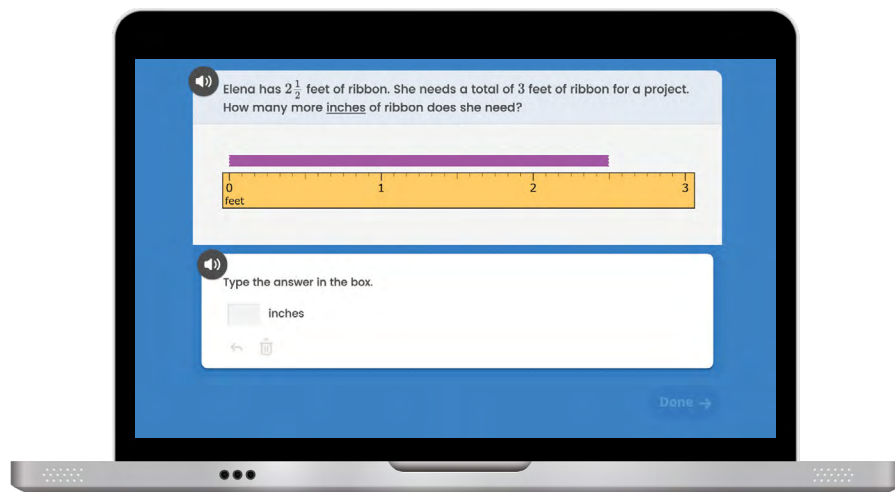 Elena has 2 1/2 feet of ribbon. She needs a total of 3 feet of ribbon for a project.
How many more inches of ribbon does she need?
0 1 2 3
feet
Type the answer in the box.
inches
Done →